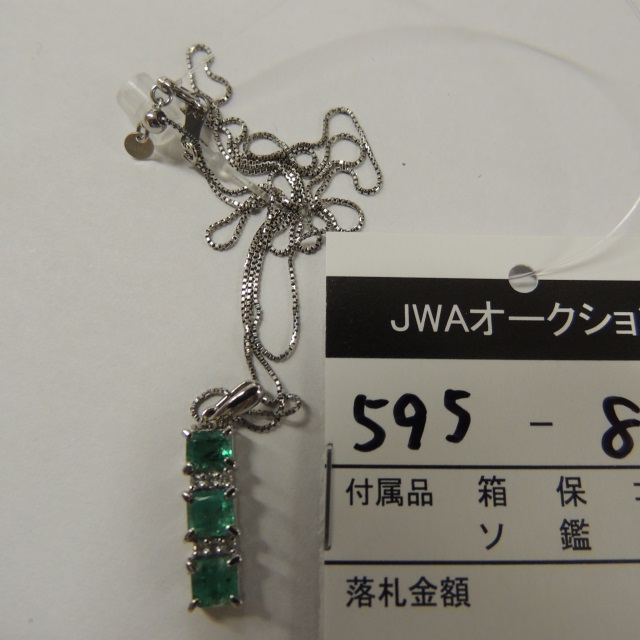 JWAオークショ
595 - 8
付属品 箱 保
ソ 鑑
落札金額